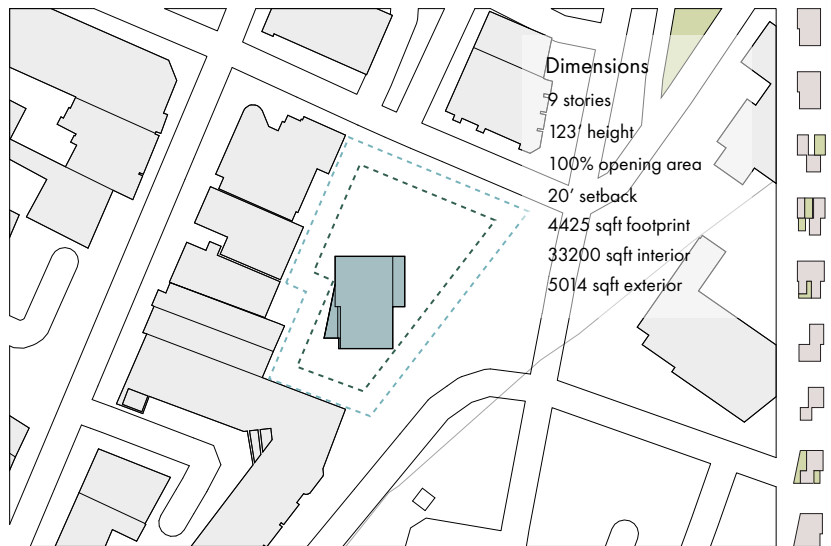 Dimensions
9 stories
123’ height
100% opening area
20’ setback
4425 sqft footprint
33200 sqft interior
5014 sqft exterior